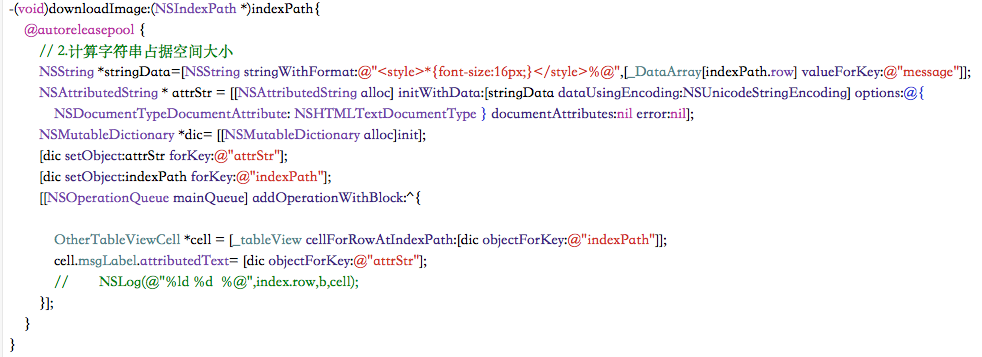 -(void)downloadImage:(NSIndexPath *)indexPath{
@autoreleasepool {
// 2.计算字符串占据空间大小
NSString *stringData=[NSString stringWithFormat:@"<style>*{font-size:16px;}</style>%@",[_DataArray[indexPath.row] valueForKey:@"message"]];
NSAttributedString * attrStr = [[NSAttributedString alloc] initWithData:[stringData dataUsingEncoding:NSUnicodeStringEncoding] options:@{
NSDocumentTypeDocumentAttribute: NSHTMLTextDocumentType } documentAttributes:nil error:nil];
NSMutableDictionary *dic= [[NSMutableDictionary alloc]init];
[dic setObject:attrStr forKey:@"attrStr"];
[dic setObject:indexPath forKey:@"indexPath"];
[[NSOperationQueue mainQueue] addOperationWithBlock:^{
OtherTableViewCell *cell = [_tableView cellForRowAtIndexPath:[dic objectForKey:@"indexPath"]];
cell.msgLabel.attributedText= [dic objectForKey:@"attrStr"];
// NSLog(@"%ld %d %@",index.row,b,cell);
}];
}
}